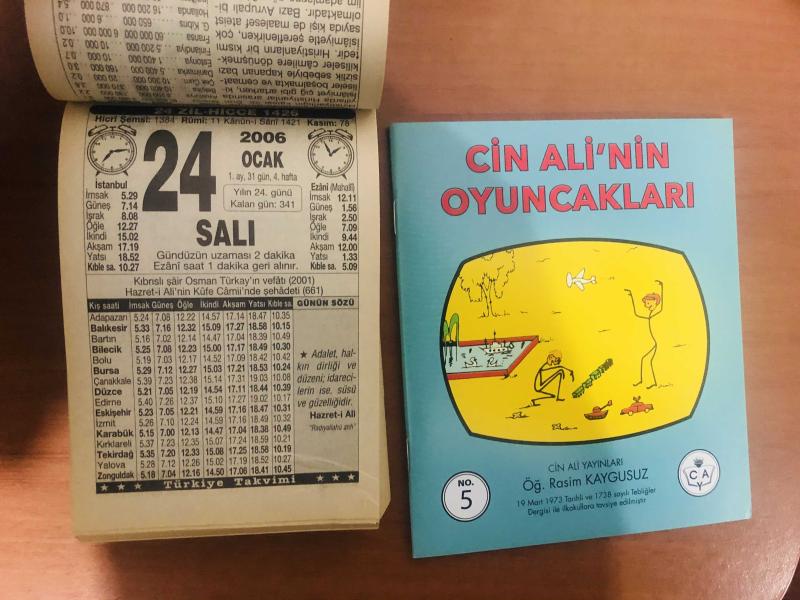 24 ZİL-HİCCE 1426
Hicri Şemsî: 1384 Rûmî: 11 Kânûn-i Sânî 1421 Kasım: 78
24
2006
OCAK
1. ay, 31 gün, 4. hafta
Yılın 24. günü
Kalan gün: 341
SALI
Gündüzün uzaması 2 dakika
Ezânî saat 1 dakika geri alınır.
İstanbul
İmsak 5.29
Güneş 7.14
İşrak 8.08
Öğle 12.27
İkindi 15.02
Akşam 17.19
Yatsı 18.52
Kıble sa. 10.27
Ezânî (Mahallî)
İmsak 12.11
Güneş 1.56
İşrak 2.50
Öğle 7.09
İkindi 9.44
Akşam 12.00
Yatsı 1.33
Kıble sa. 5.09
Kıbrıslı şâir Osman Türkay'ın vefâtı (2001)
Hazret-i Ali'nin Kûfe Câmii'nde şehâdeti (661)
Kış saati İmsak Güneş Öğle İkindi Akşam Yatsı Kıble sa.
Adapazarı 5.24 7.08 12.22 14.57 17.14 18.47 10.35
Balıkesir 5.33 7.16 12.32 15.09 17.27 18.58 10.15
Bartın 5.16 7.02 12.14 14.47 17.04 18.39 10.49
Bilecik 5.25 7.08 12.23 15.00 17.17 18.49 10.30
Bolu 5.19 7.03 12.17 14.52 17.09 18.42 10.42
Bursa 5.29 7.12 12.27 15.03 17.21 18.53 10.24
Çanakkale 5.39 7.23 12.38 15.14 17.31 19.03 10.08
Düzce 5.21 7.05 12.19 14.54 17.11 18.44 10.39
Edirne 5.40 7.26 12.37 15.10 17.27 19.02 10.10
Eskişehir 5.23 7.05 12.21 14.59 17.16 18.47 10.31
İzmit 5.26 7.10 12.24 14.59 17.16 18.49 10.32
Karabük 5.15 7.00 12.13 14.47 17.04 18.38 10.49
Kırklareli 5.37 7.23 12.35 15.07 17.24 18.59 10.21
Tekirdağ 5.35 7.20 12.33 15.08 17.25 18.58 10.19
Yalova 5.28 7.12 12.26 15.02 17.19 18.52 10.27
Zonguldak 5.18 7.04 12.16 14.50 17.06 18.41 10.45
GÜNÜN SÖZÜ
★ Adalet, hal-
kın dirliği ve
düzeni; idareci-
lerin ise, süsü
ve güzelliğidir.
Hazret-i Ali
"Radıyallahü anh"
★ ★ ★ Türkiye Takvimi ★ ★ ★
CİN ALİ'NİN
OYUNCAKLARI
CİN ALİ YAYINLARI
Öğ. Rasim KAYGUSUZ
19 Mart 1973 Tarihli ve 1738 sayılı Tebliğler
Dergisi ile ilkokullara tavsiye edilmiştir
NO.
5
C A